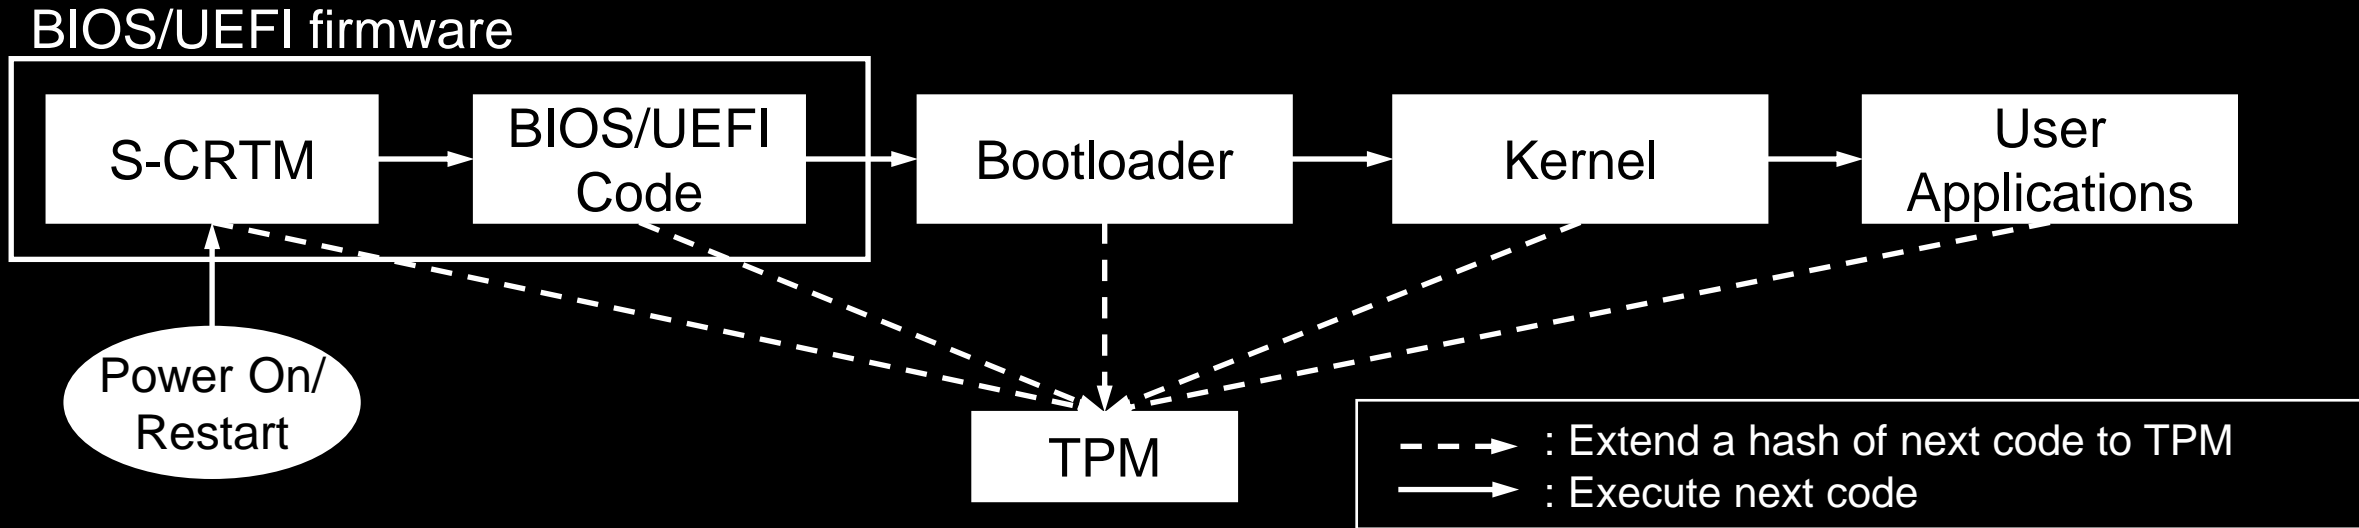 BIOS/UEFI firmware
S-CRTM
BIOS/UEFI
Code
Bootloader
Kernel
User
Applications
Power On/
Restart
TPM
: Extend a hash of next code to TPM
: Execute next code